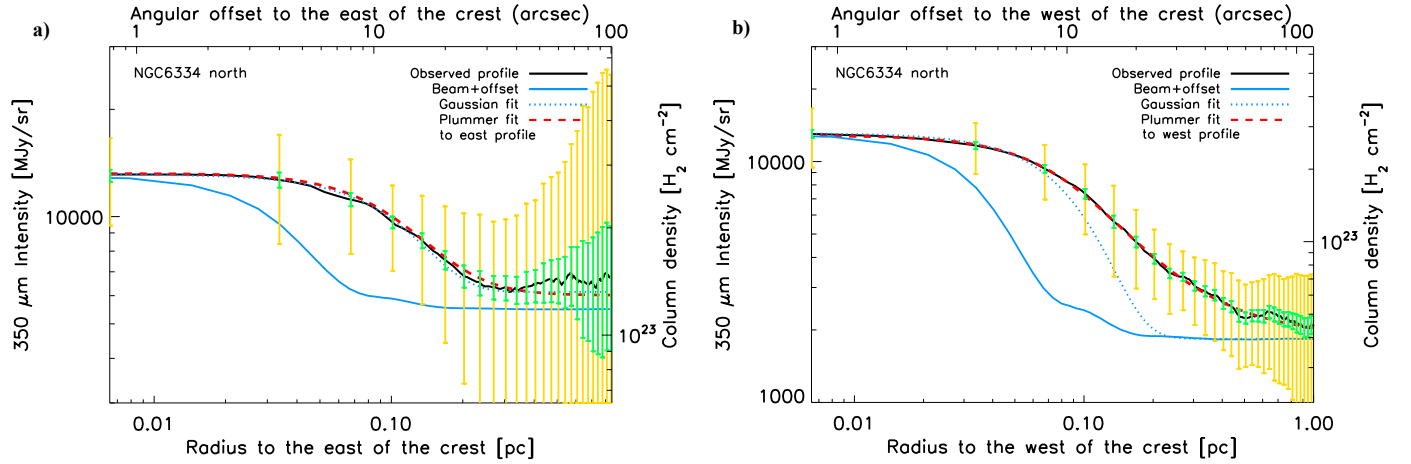 a)
Angular offset to the east of the crest (arcsec)
1 10 100
NGC6334 north
Observed profile
Beam+offset
Gaussian fit
Plummer fit
to east profile
350 μm Intensity [MJy/sr]
10000
Column density [H₂ cm⁻²]
10²³
0.01 0.10
Radius to the east of the crest [pc]
b)
Angular offset to the west of the crest (arcsec)
1 10 100
NGC6334 north
Observed profile
Beam+offset
Gaussian fit
Plummer fit
to west profile
350 μm Intensity [MJy/sr]
10000
1000
Column density [H₂ cm⁻²]
10²³
0.01 0.10 1.00
Radius to the west of the crest [pc]